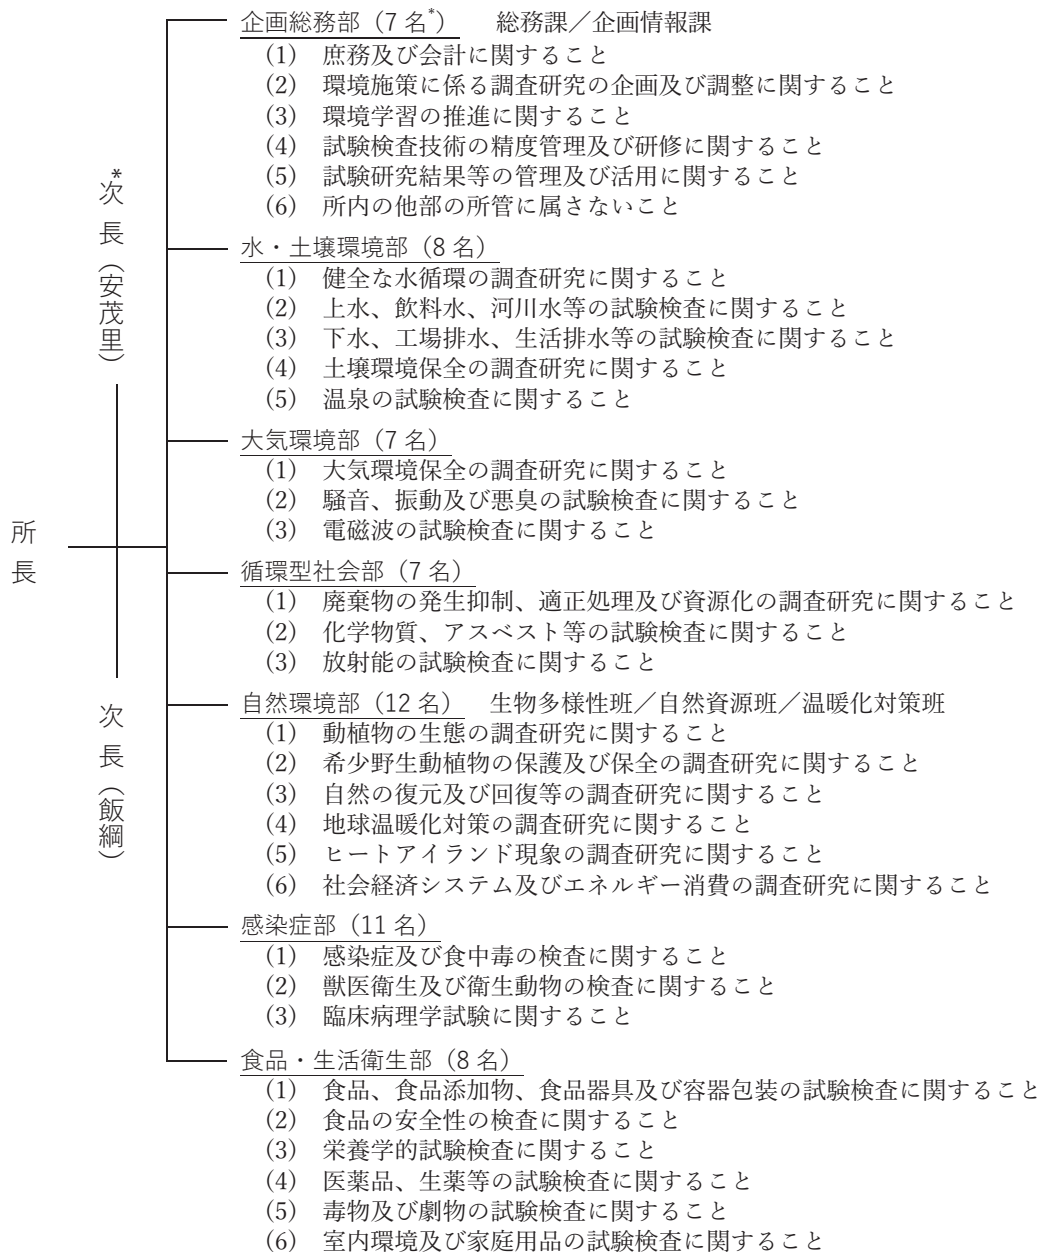 所長
*次長(安茂里)
次長(飯綱)
企画総務部(7名*) 総務課/企画情報課
(1) 庶務及び会計に関すること
(2) 環境施策に係る調査研究の企画及び調整に関すること
(3) 環境学習の推進に関すること
(4) 試験検査技術の精度管理及び研修に関すること
(5) 試験研究結果等の管理及び活用に関すること
(6) 所内の他部の所管に属さないこと
水・土壌環境部(8名)
(1) 健全な水循環の調査研究に関すること
(2) 上水、飲料水、河川水等の試験検査に関すること
(3) 下水、工場排水、生活排水等の試験検査に関すること
(4) 土壌環境保全の調査研究に関すること
(5) 温泉の試験検査に関すること
大気環境部(7名)
(1) 大気環境保全の調査研究に関すること
(2) 騒音、振動及び悪臭の試験検査に関すること
(3) 電磁波の試験検査に関すること
循環型社会部(7名)
(1) 廃棄物の発生抑制、適正処理及び資源化の調査研究に関すること
(2) 化学物質、アスベスト等の試験検査に関すること
(3) 放射能の試験検査に関すること
自然環境部(12名) 生物多様性班/自然資源班/温暖化対策班
(1) 動植物の生態の調査研究に関すること
(2) 希少野生動植物の保護及び保全の調査研究に関すること
(3) 自然の復元及び回復等の調査研究に関すること
(4) 地球温暖化対策の調査研究に関すること
(5) ヒートアイランド現象の調査研究に関すること
(6) 社会経済システム及びエネルギー消費の調査研究に関すること
感染症部(11名)
(1) 感染症及び食中毒の検査に関すること
(2) 獣医衛生及び衛生動物の検査に関すること
(3) 臨床病理学試験に関すること
食品・生活衛生部(8名)
(1) 食品、食品添加物、食品器具及び容器包装の試験検査に関すること
(2) 食品の安全性の検査に関すること
(3) 栄養学的試験検査に関すること
(4) 医薬品、生薬等の試験検査に関すること
(5) 毒物及び劇物の試験検査に関すること
(6) 室内環境及び家庭用品の試験検査に関すること